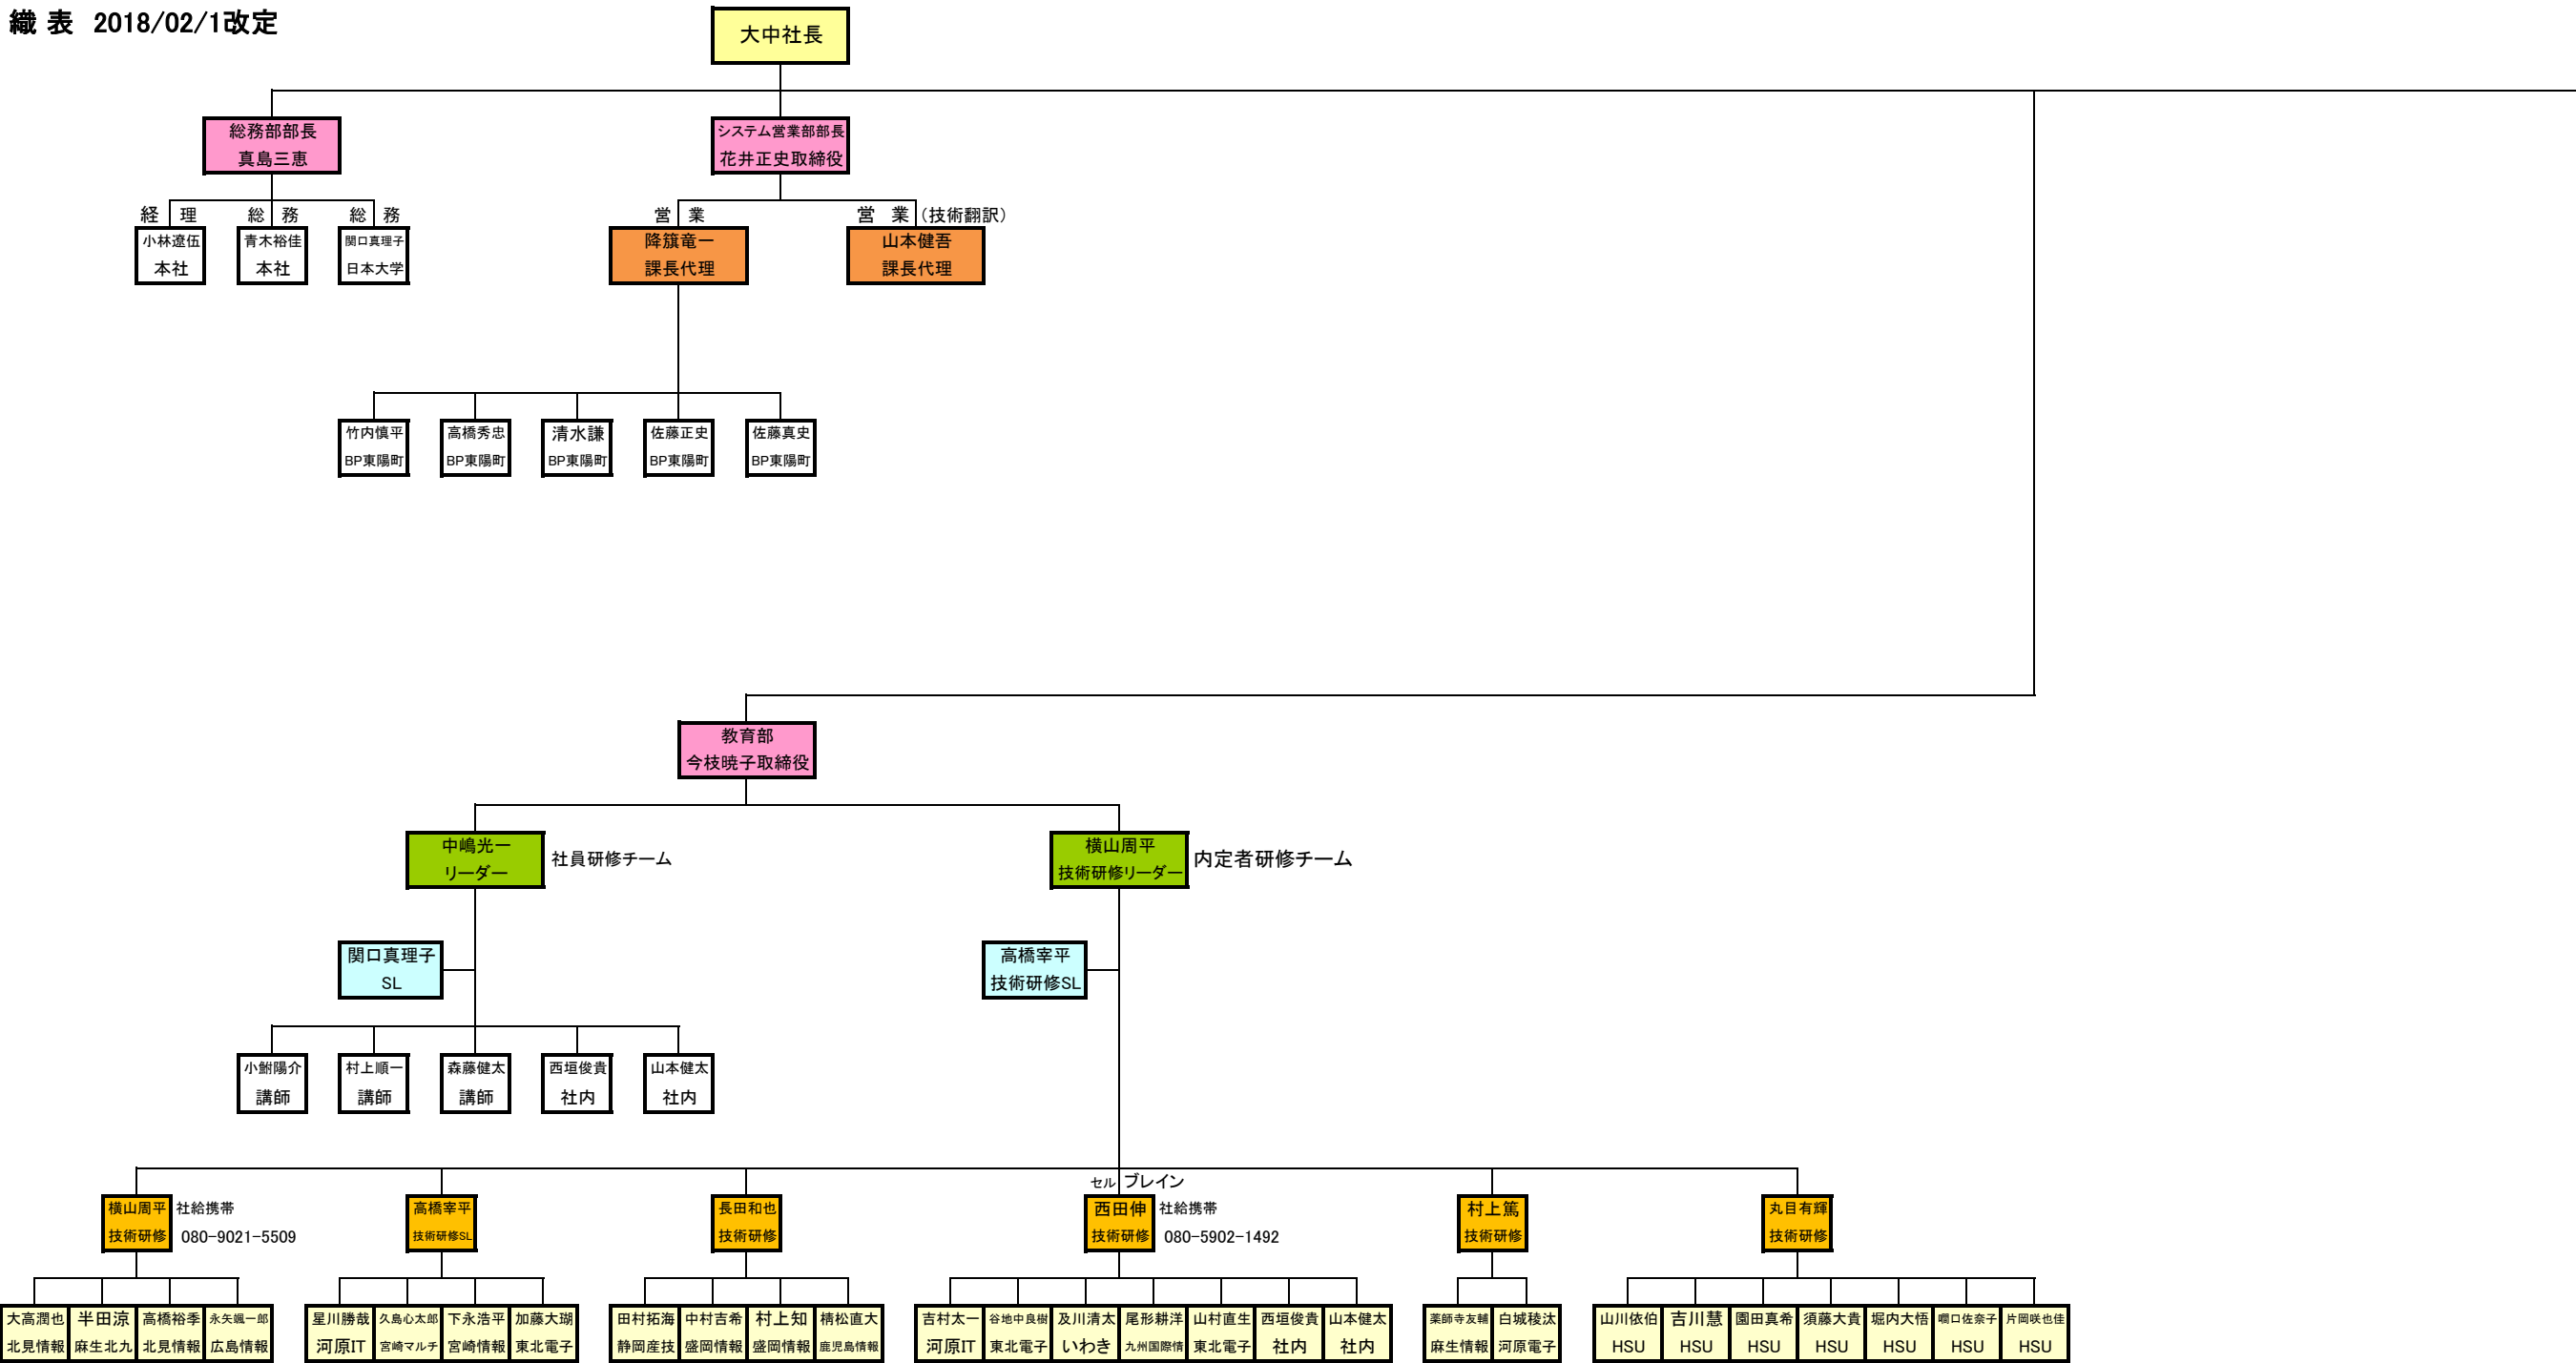 織 表 2018/02/1改定
大中社長
総務部部長
真島三恵
システム営業部部長
花井正史取締役
経 理
総 務
総 務
営 業
営 業 (技術翻訳)
小林遼伍
本社
青木裕佳
本社
関口真理子
日本大学
降籏竜一
課長代理
山本健吾
課長代理
竹内慎平
BP東陽町
高橋秀忠
BP東陽町
清水謙
BP東陽町
佐藤正史
BP東陽町
佐藤真史
BP東陽町
教育部
今枝暁子取締役
中嶋光一
リーダー
社員研修チーム
横山周平
技術研修リーダー
内定者研修チーム
関口真理子
SL
高橋宰平
技術研修SL
小鮒陽介
講師
村上順一
講師
森藤健太
講師
西垣俊貴
社内
山本健太
社内
セル ブレイン
横山周平
技術研修
社給携帯
080-9021-5509
高橋宰平
技術研修SL
長田和也
技術研修
西田伸
技術研修
社給携帯
080-5902-1492
村上篤
技術研修
丸目有輝
技術研修
大高潤也
北見情報
半田涼
麻生北九
高橋裕季
北見情報
永矢颯一郎
広島情報
星川勝哉
河原IT
久島心太郎
宮崎マルチ
下永浩平
宮崎情報
加藤大瑚
東北電子
田村拓海
静岡産技
中村吉希
盛岡情報
村上知
盛岡情報
楮松直大
鹿児島情報
吉村太一
河原IT
谷地中良樹
東北電子
及川清太
いわき
尾形耕洋
九州国際情
山村直生
東北電子
西垣俊貴
社内
山本健太
社内
薬師寺友輔
麻生情報
白城稜汰
河原電子
山川依伯
HSU
吉川慧
HSU
園田真希
HSU
須藤大貴
HSU
堀内大悟
HSU
口佐奈子
HSU
片岡咲也佳
HSU